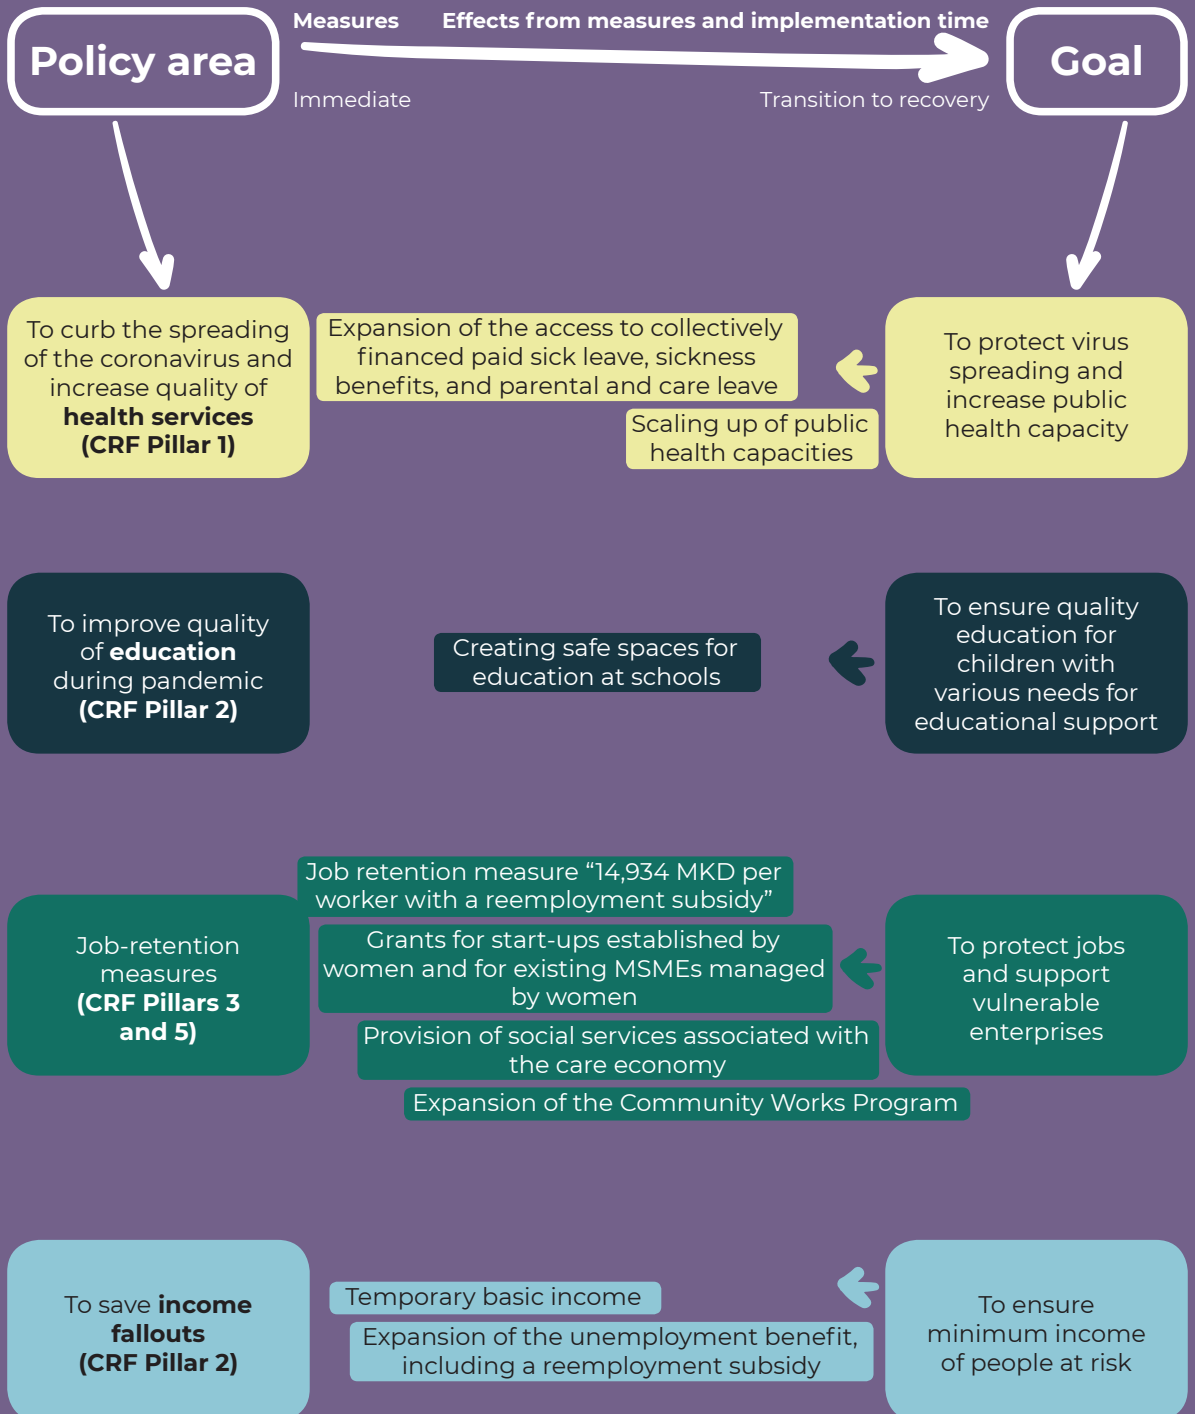 Policy area
Measures
Effects from measures and implementation time
Immediate
Transition to recovery
Goal
To curb the spreading
of the coronavirus and
increase quality of
health services
(CRF Pillar 1)
Expansion of the access to collectively
financed paid sick leave, sickness
benefits, and parental and care leave
Scaling up of public
health capacities
To protect virus
spreading and
increase public
health capacity
To improve quality
of education
during pandemic
(CRF Pillar 2)
Creating safe spaces for
education at schools
To ensure quality
education for
children with
various needs for
educational support
Job-retention
measures
(CRF Pillars 3
and 5)
Job retention measure “14,934 MKD per
worker with a reemployment subsidy”
Grants for start-ups established by
women and for existing MSMEs managed
by women
Provision of social services associated with
the care economy
Expansion of the Community Works Program
To protect jobs
and support
vulnerable
enterprises
To save income
fallouts
(CRF Pillar 2)
Temporary basic income
Expansion of the unemployment benefit,
including a reemployment subsidy
To ensure
minimum income
of people at risk